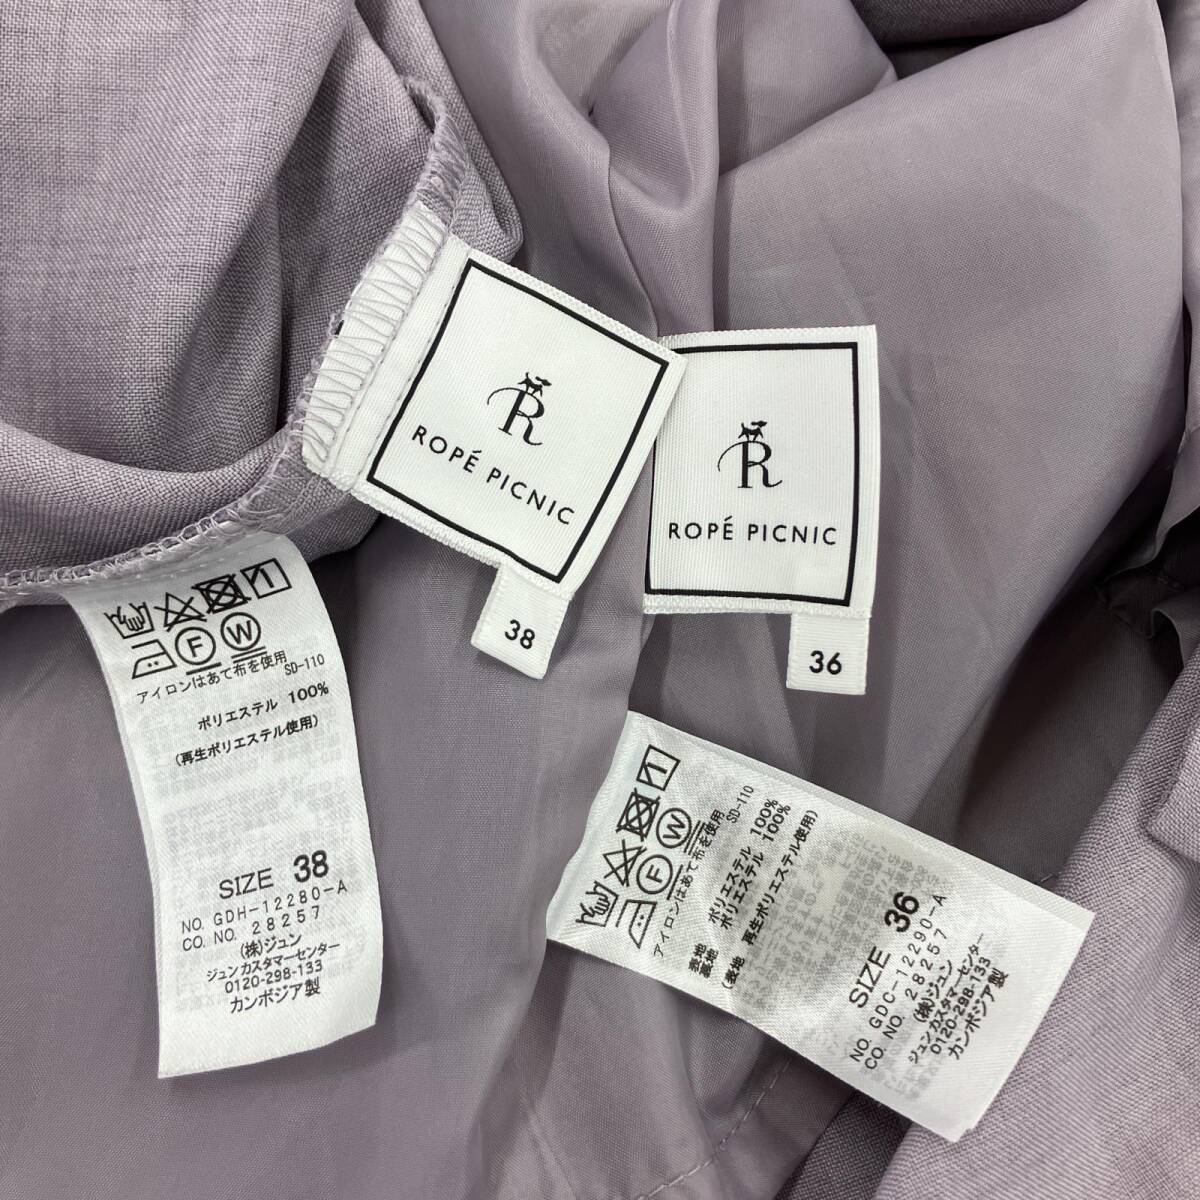 R
ROPÉ PICNIC
38
R
ROPÉ PICNIC
36
F W
アイロンはあて布を使用
SD-110
ポリエステル 100%
(再生ポリエステル使用)
SIZE 38
NO. GDH-12280-A
CO. NO. 28257
(株)ジュン
ジュンカスタマーセンター
0120-298-133
カンボジア製
F W
アイロンはあて布を使用
SD-110
表地 ポリエステル 100%
裏地 ポリエステル 100%
(表地 再生ポリエステル使用)
SIZE 36
NO. GDC-12290-A
CO. NO. 28257
(株)ジュン
ジュンカスタマーセンター
0120-298-133
カンボジア製